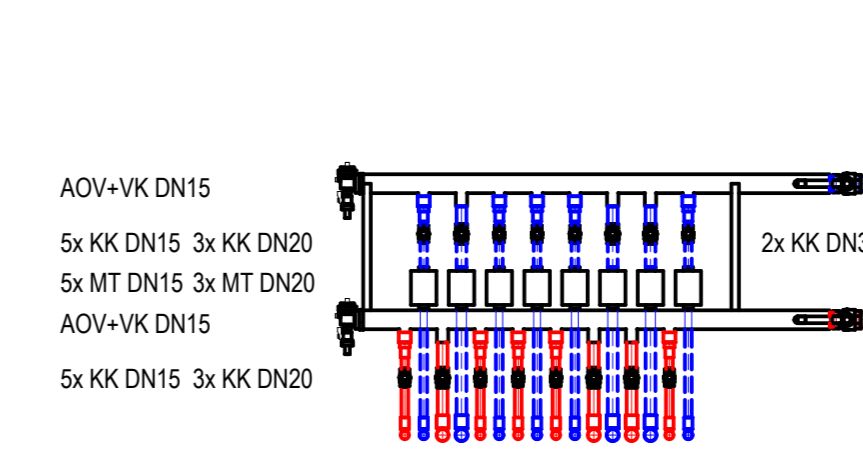 AOV+VK DN15
5x KK DN15 3x KK DN20
2x KK DN3
5x MT DN15 3x MT DN20
AOV+VK DN15
5x KK DN15 3x KK DN20